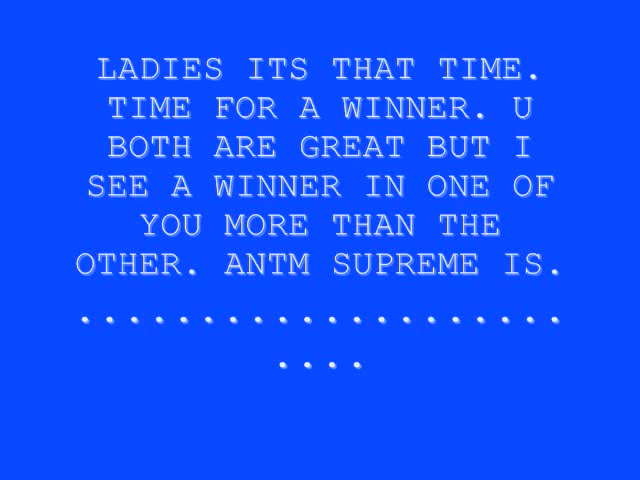 LADIES ITS THAT TIME.
TIME FOR A WINNER. U
BOTH ARE GREAT BUT I
SEE A WINNER IN ONE OF
YOU MORE THAN THE
OTHER. ANTM SUPREME IS.
....................
....